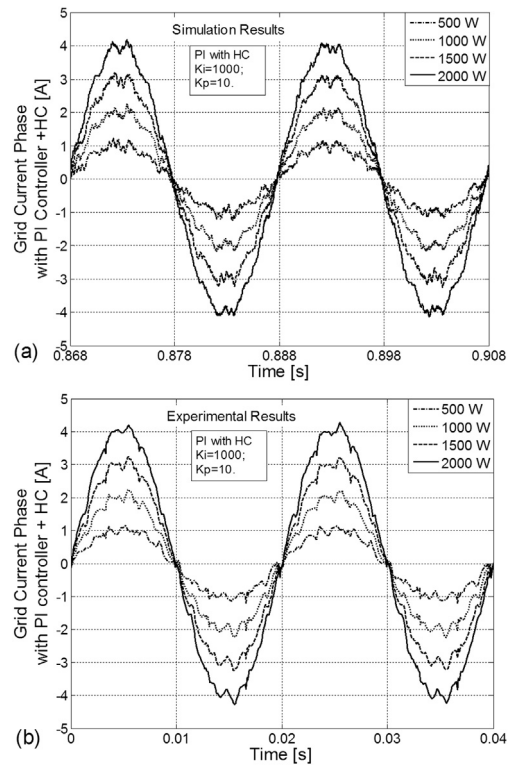 Simulation Results
PI with HC
Ki=1000;
Kp=10.
500 W
1000 W
1500 W
2000 W
Grid Current Phase
with PI Controller +HC [A]
5
4
3
2
1
0
-1
-2
-3
-4
-5
0.868
0.878
0.888
0.898
0.908
Time [s]
(a)
Experimental Results
PI with HC
Ki=1000;
Kp=10.
500 W
1000 W
1500 W
2000 W
Grid Current Phase
with PI controller + HC [A]
5
4
3
2
1
0
-1
-2
-3
-4
-5
0
0.01
0.02
0.03
0.04
Time [s]
(b)